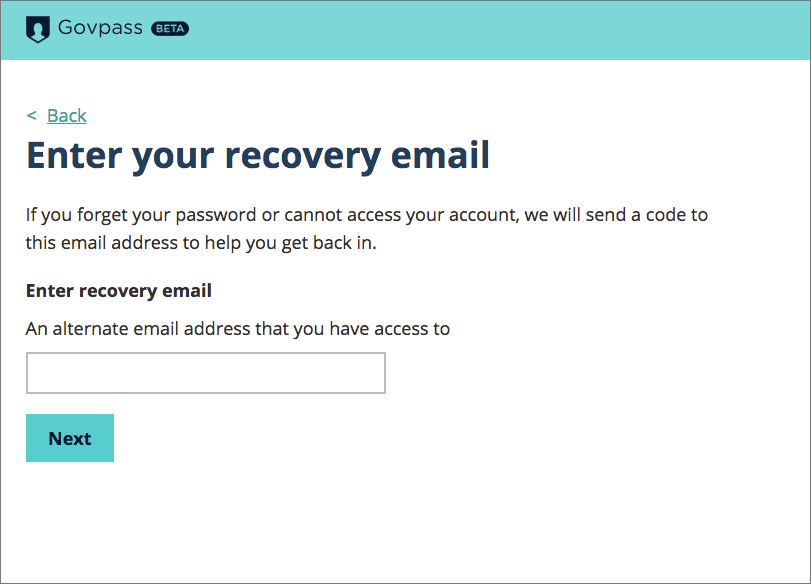 Govpass BETA
< Back
Enter your recovery email
If you forget your password or cannot access your account, we will send a code to
this email address to help you get back in.
Enter recovery email
An alternate email address that you have access to
Next